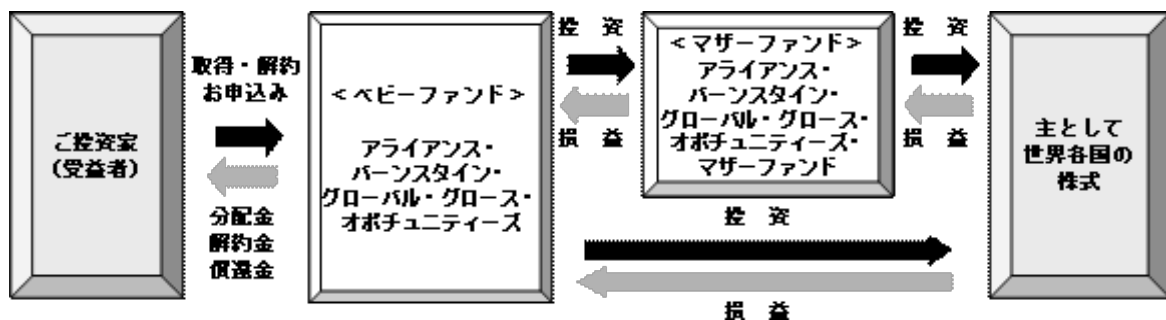 ご投資家
(受益者)
取得・解約
お申込み
分配金
解約金
償還金
<ベビーファンド>
アライアンス・
バーンスタイン・
グローバル・グロース・
オポチュニティーズ
投 資
損 益
<マザーファンド>
アライアンス・
バーンスタイン・
グローバル・グロース・
オポチュニティーズ・
マザーファンド
投 資
損 益
投 資
損 益
主として
世界各国の
株式